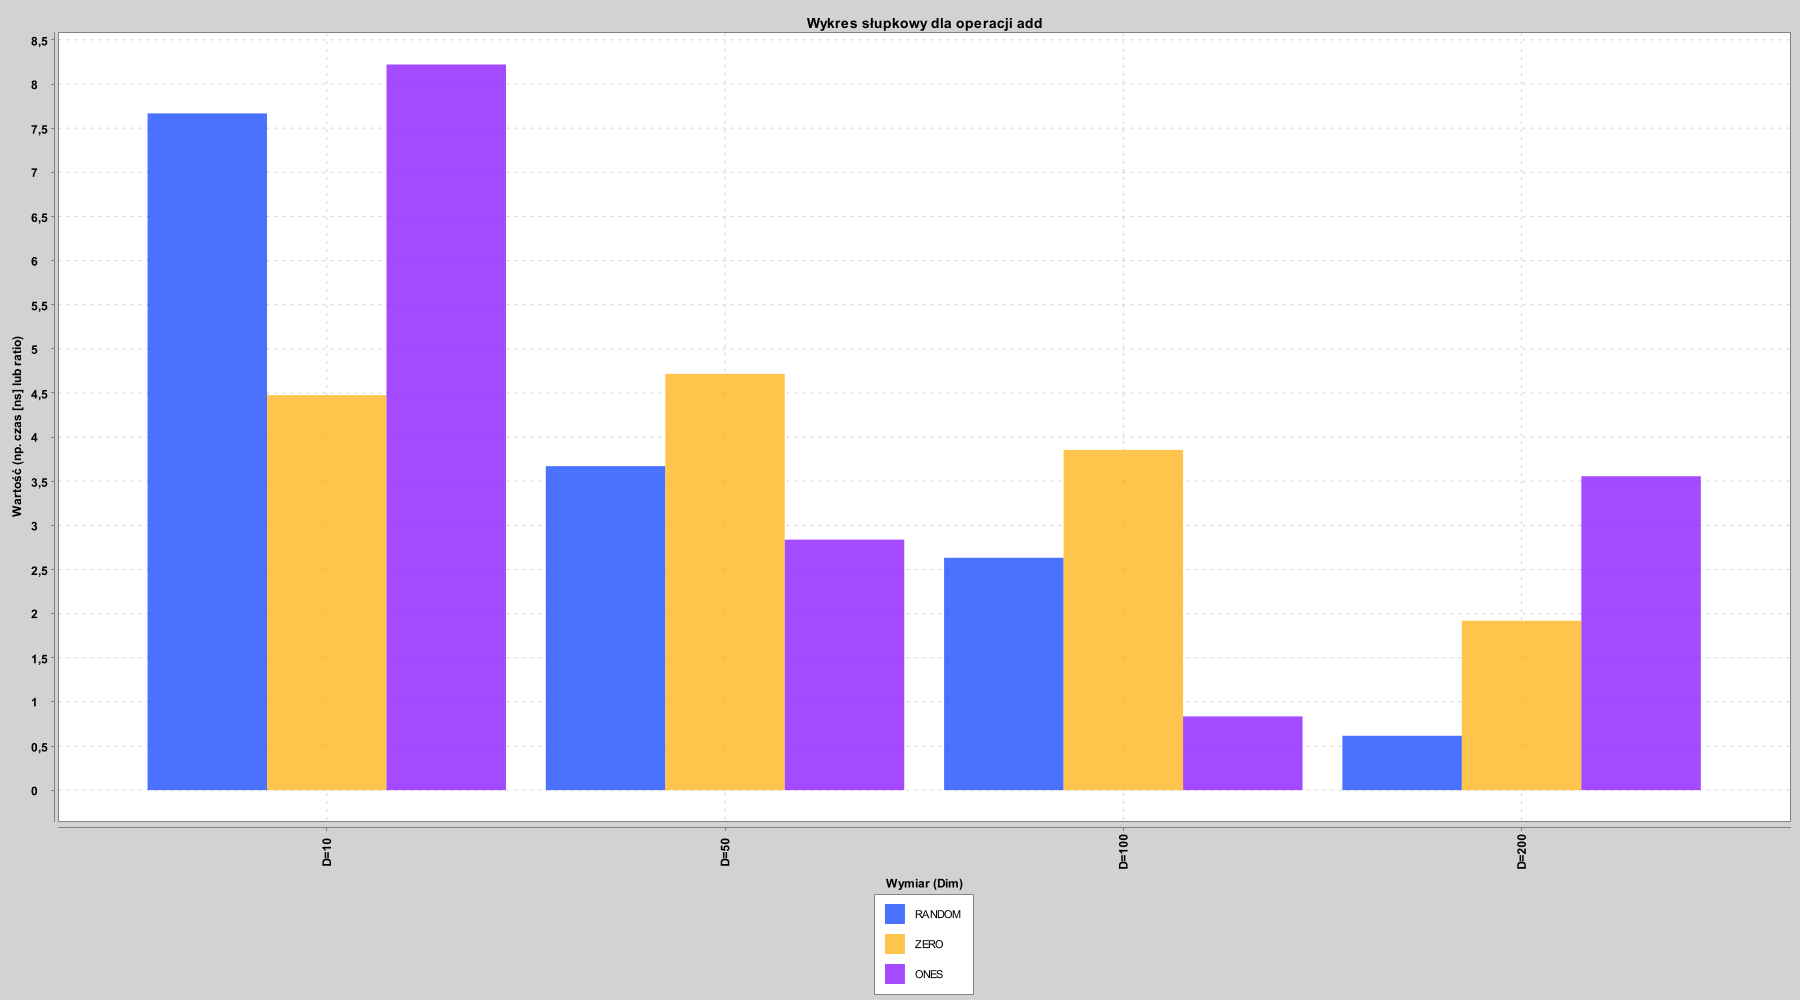 Wykres słupkowy dla operacji add
8,5
8
7,5
7
6,5
6
5,5
5
4,5
4
3,5
3
2,5
2
1,5
1
0,5
0
Wartość (np. czas [ns] lub ratio)
D=10
D=50
D=100
D=200
Wymiar (Dim)
RANDOM
ZERO
ONES